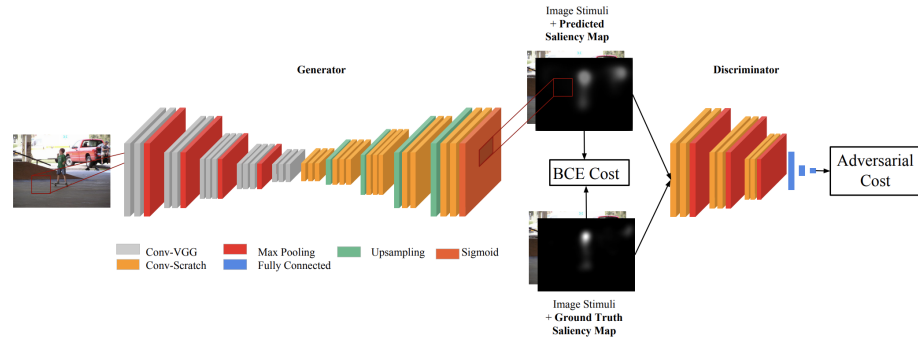 Image Stimuli
+ Predicted
Saliency Map
Generator
Discriminator
BCE Cost
Adversarial
Cost
Conv-VGG
Max Pooling
Upsampling
Sigmoid
Conv-Scratch
Fully Connected
Image Stimuli
+ Ground Truth
Saliency Map